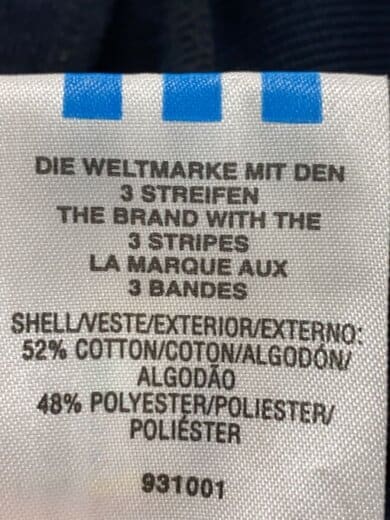 DIE WELTMARKE MIT DEN
3 STREIFEN
THE BRAND WITH THE
3 STRIPES
LA MARQUE AUX
3 BANDES
SHELL/VESTE/EXTERIOR/EXTERNO:
52% COTTON/COTON/ALGODÓN/
ALGODÃO
48% POLYESTER/POLIESTER/
POLIÉSTER
931001